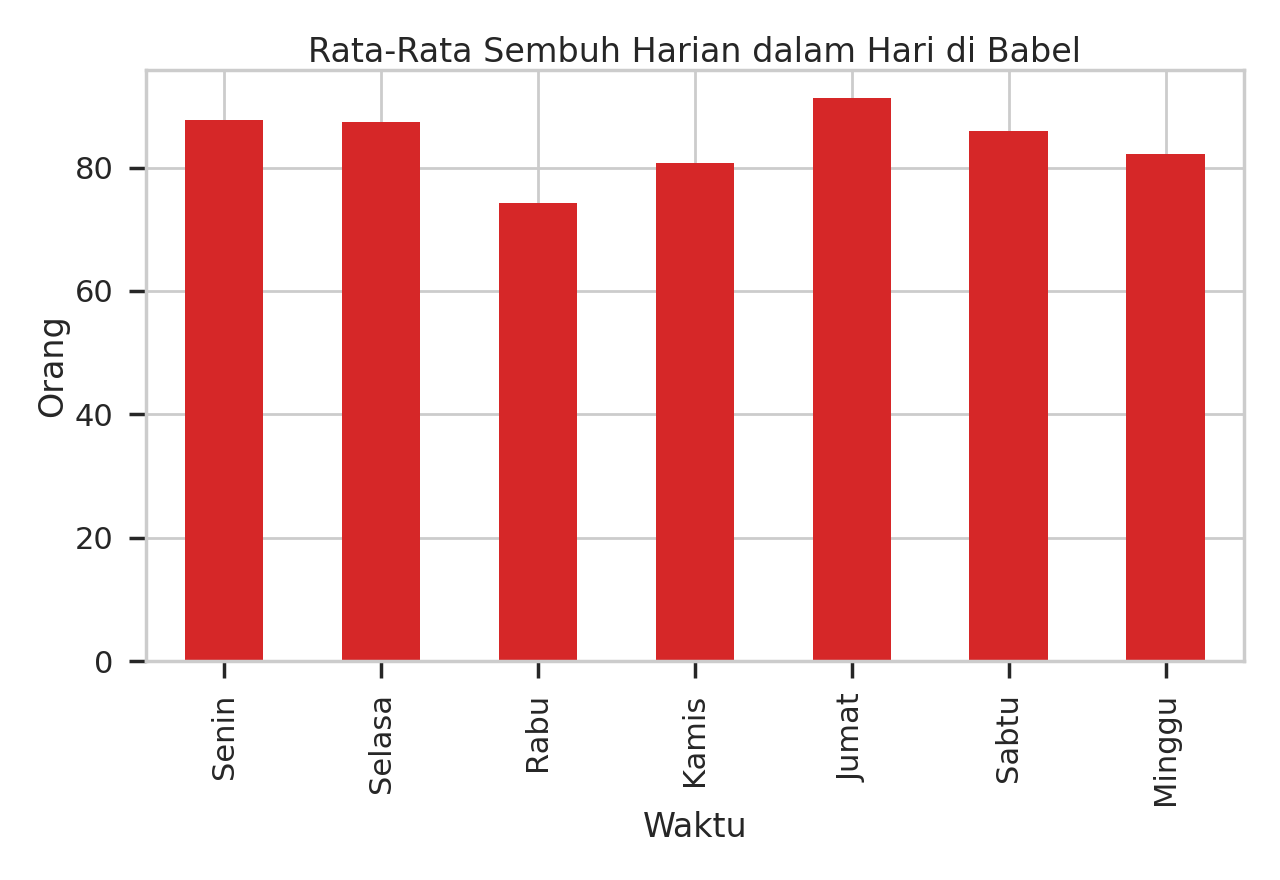 Rata-Rata Sembuh Harian dalam Hari di Babel
80
60
40
20
0
Orang
Senin
Selasa
Rabu
Kamis
Jumat
Sabtu
Minggu
Waktu